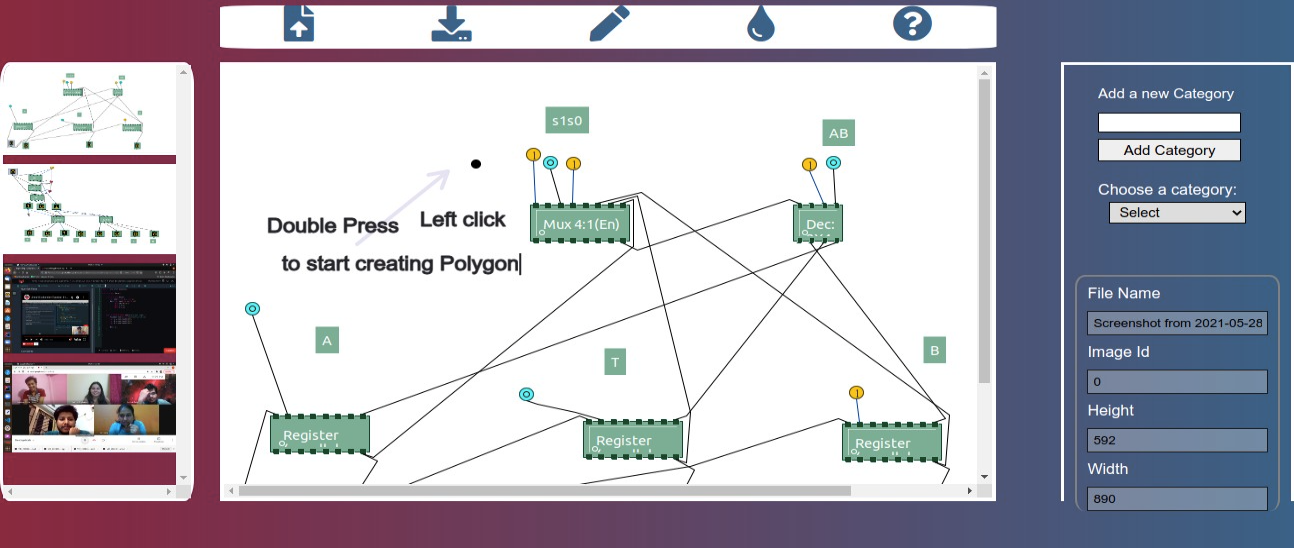 s1s0
AB
Mux 4:1(En)
Dec:
Double Press Left click
to start creating Polygon
A
T
B
Register
Register
Register
Add a new Category
Add Category
Choose a category:
Select
File Name
Screenshot from 2021-05-28
Image Id
0
Height
592
Width
890